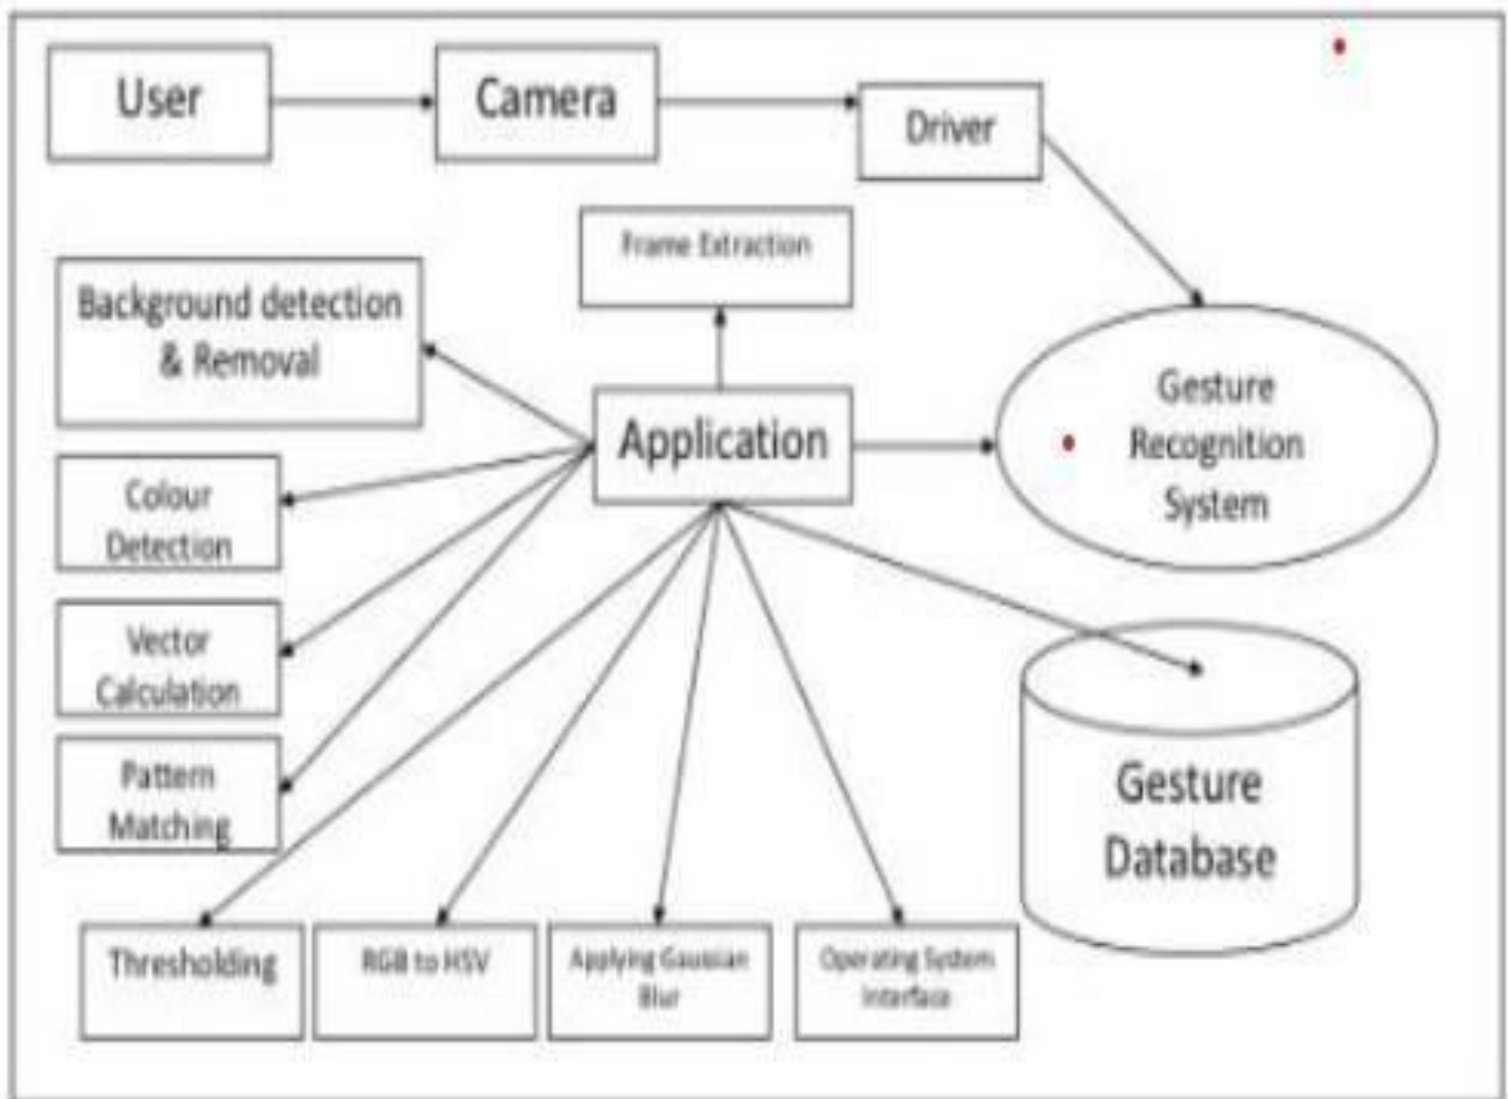 User
Camera
Driver
Frame Extraction
Background detection
& Removal
Application
Gesture
Recognition
System
Colour
Detection
Vector
Calculation
Pattern
Matching
Gesture
Database
Thresholding
RGB to HSV
Applying Gaussian
Blur
Operating System
Interface